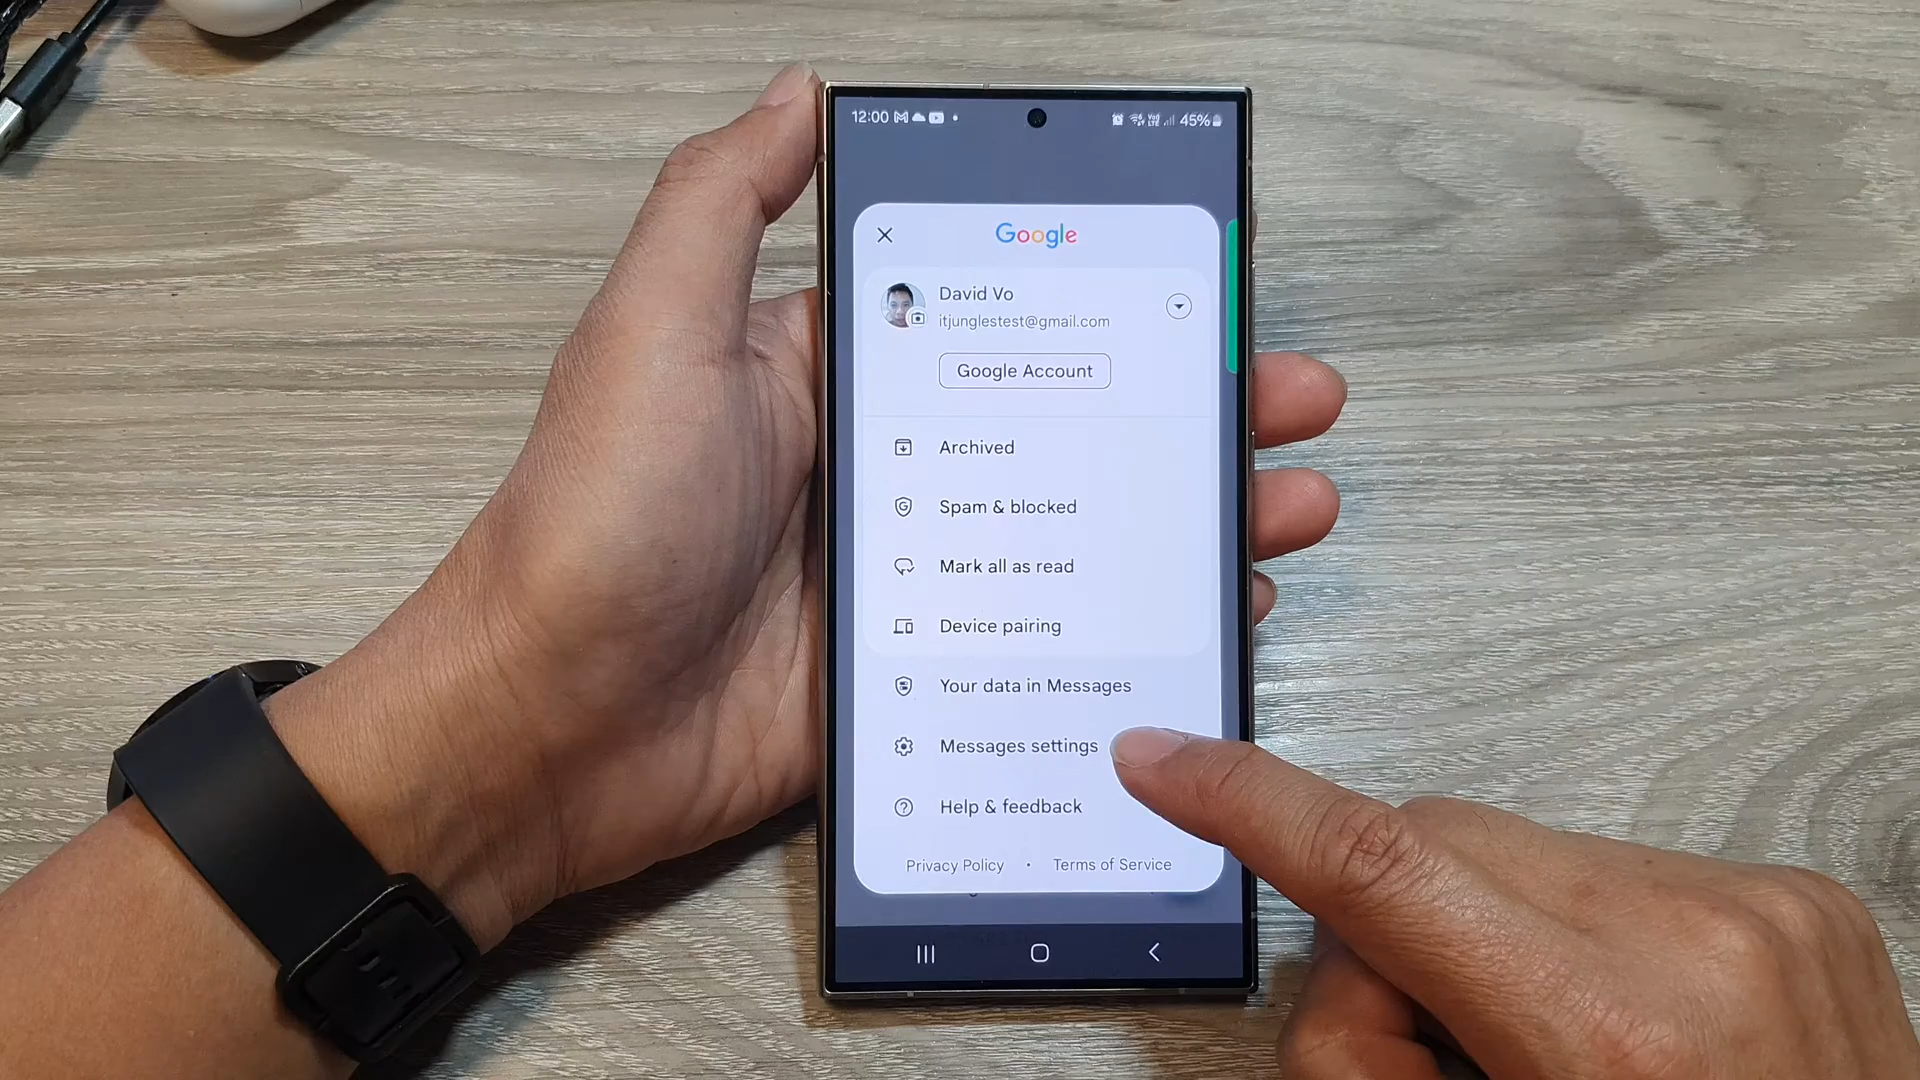 12:00 45%
Google
David Vo
itjunglestest@gmail.com
Google Account
Archived
Spam & blocked
Mark all as read
Device pairing
Your data in Messages
Messages settings
Help & feedback
Privacy Policy • Terms of Service